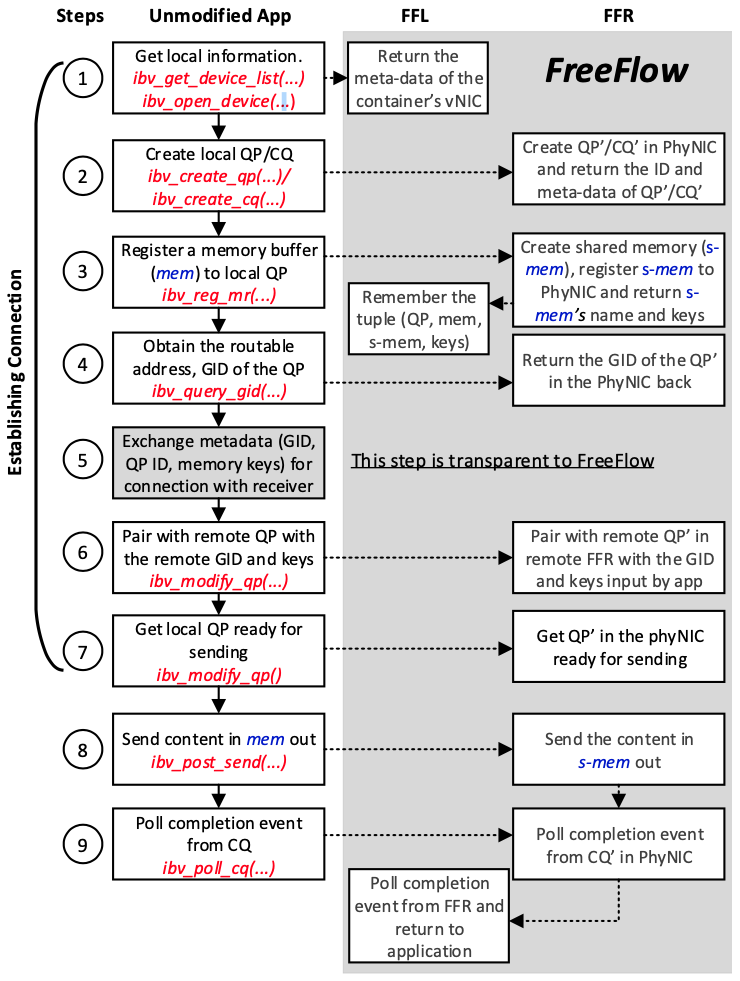 Steps
Unmodified App
FFL
FFR
FreeFlow
Establishing Connection
1
Get local information.
ibv_get_device_list(...)
ibv_open_device(...)
Return the
meta-data of the
container’s vNIC
2
Create local QP/CQ
ibv_create_qp(...)/
ibv_create_cq(...)
Create QP’/CQ’ in PhyNIC
and return the ID and
meta-data of QP’/CQ’
3
Register a memory buffer
(mem) to local QP
ibv_reg_mr(...)
Create shared memory (s-
mem), register s-mem to
PhyNIC and return s-
mem’s name and keys
Remember the
tuple (QP, mem,
s-mem, keys)
4
Obtain the routable
address, GID of the QP
ibv_query_gid(...)
Return the GID of the QP’
in the PhyNIC back
5
Exchange metadata (GID,
QP ID, memory keys) for
connection with receiver
This step is transparent to FreeFlow
6
Pair with remote QP with
the remote GID and keys
ibv_modify_qp(...)
Pair with remote QP’ in
remote FFR with the GID
and keys input by app
7
Get local QP ready for
sending
ibv_modify_qp()
Get QP’ in the phyNIC
ready for sending
8
Send content in mem out
ibv_post_send(...)
Send the content in
s-mem out
9
Poll completion event
from CQ
ibv_poll_cq(...)
Poll completion event
from CQ’ in PhyNIC
Poll completion
event from FFR and
return to
application